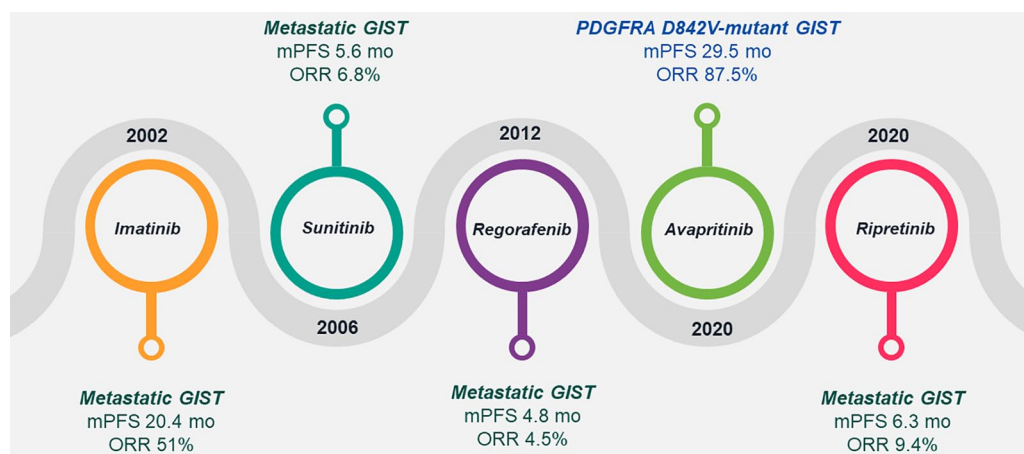 Metastatic GIST
mPFS 5.6 mo
ORR 6.8%
PDGFRA D842V-mutant GIST
mPFS 29.5 mo
ORR 87.5%
2002
2012
2020
Imatinib
Sunitinib
Regorafenib
Avapritinib
Ripretinib
2006
2020
Metastatic GIST
mPFS 20.4 mo
ORR 51%
Metastatic GIST
mPFS 4.8 mo
ORR 4.5%
Metastatic GIST
mPFS 6.3 mo
ORR 9.4%